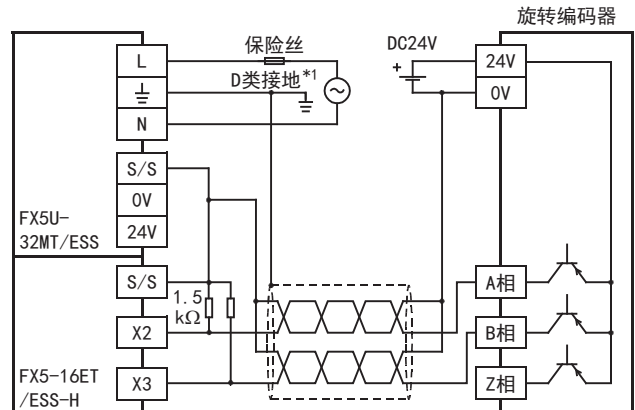 旋转编码器
保险丝
DC24V
L
24V
D类接地*1
+
0V
N
S/S
0V
FX5U-
32MT/ESS
24V
S/S
A相
1.5
kΩ
X2
B相
FX5-16ET
/ESS-H
X3
Z相